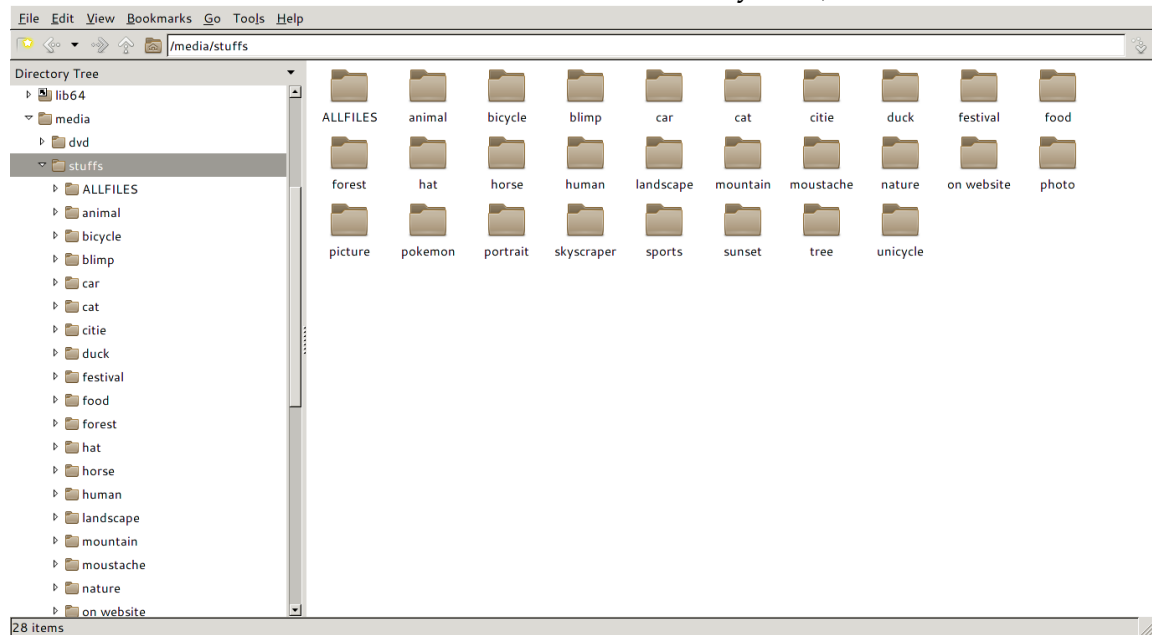 File Edit View Bookmarks Go Tools Help
/media/stuffs
Directory Tree
lib64
media
dvd
stuffs
ALLFILES
animal
bicycle
blimp
car
cat
citie
duck
festival
food
forest
hat
horse
human
landscape
mountain
moustache
nature
on website
ALLFILES animal bicycle blimp car cat citie duck festival food
forest hat horse human landscape mountain moustache nature on website photo
picture pokemon portrait skyscraper sports sunset tree unicycle
28 items